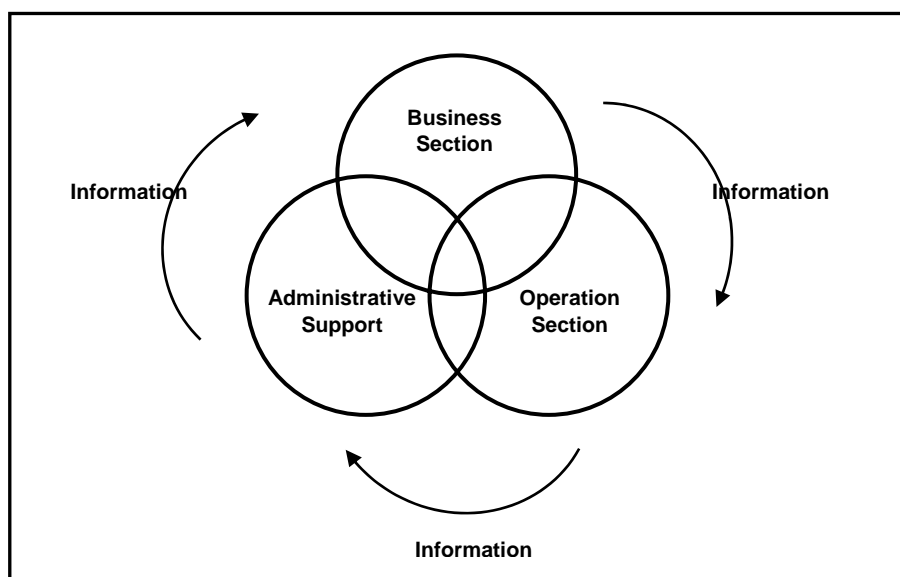 Business
Section
Information
Information
Administrative
Support
Operation
Section
Information